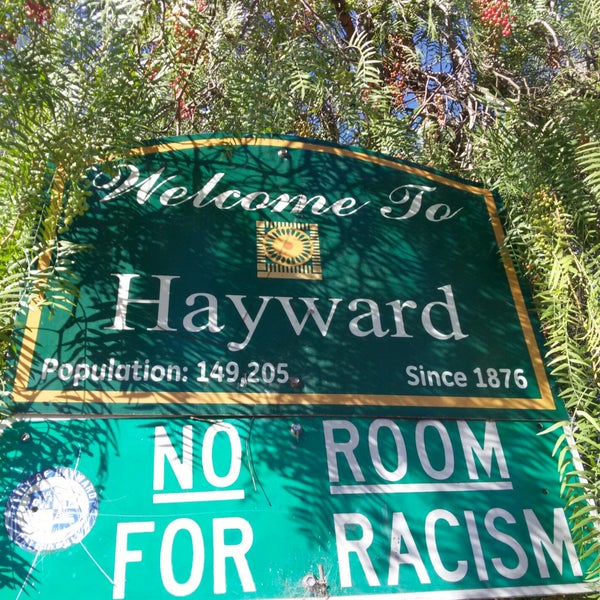 Welcome To
Hayward
Population: 149,205 Since 1876
NO ROOM
FOR RACISM